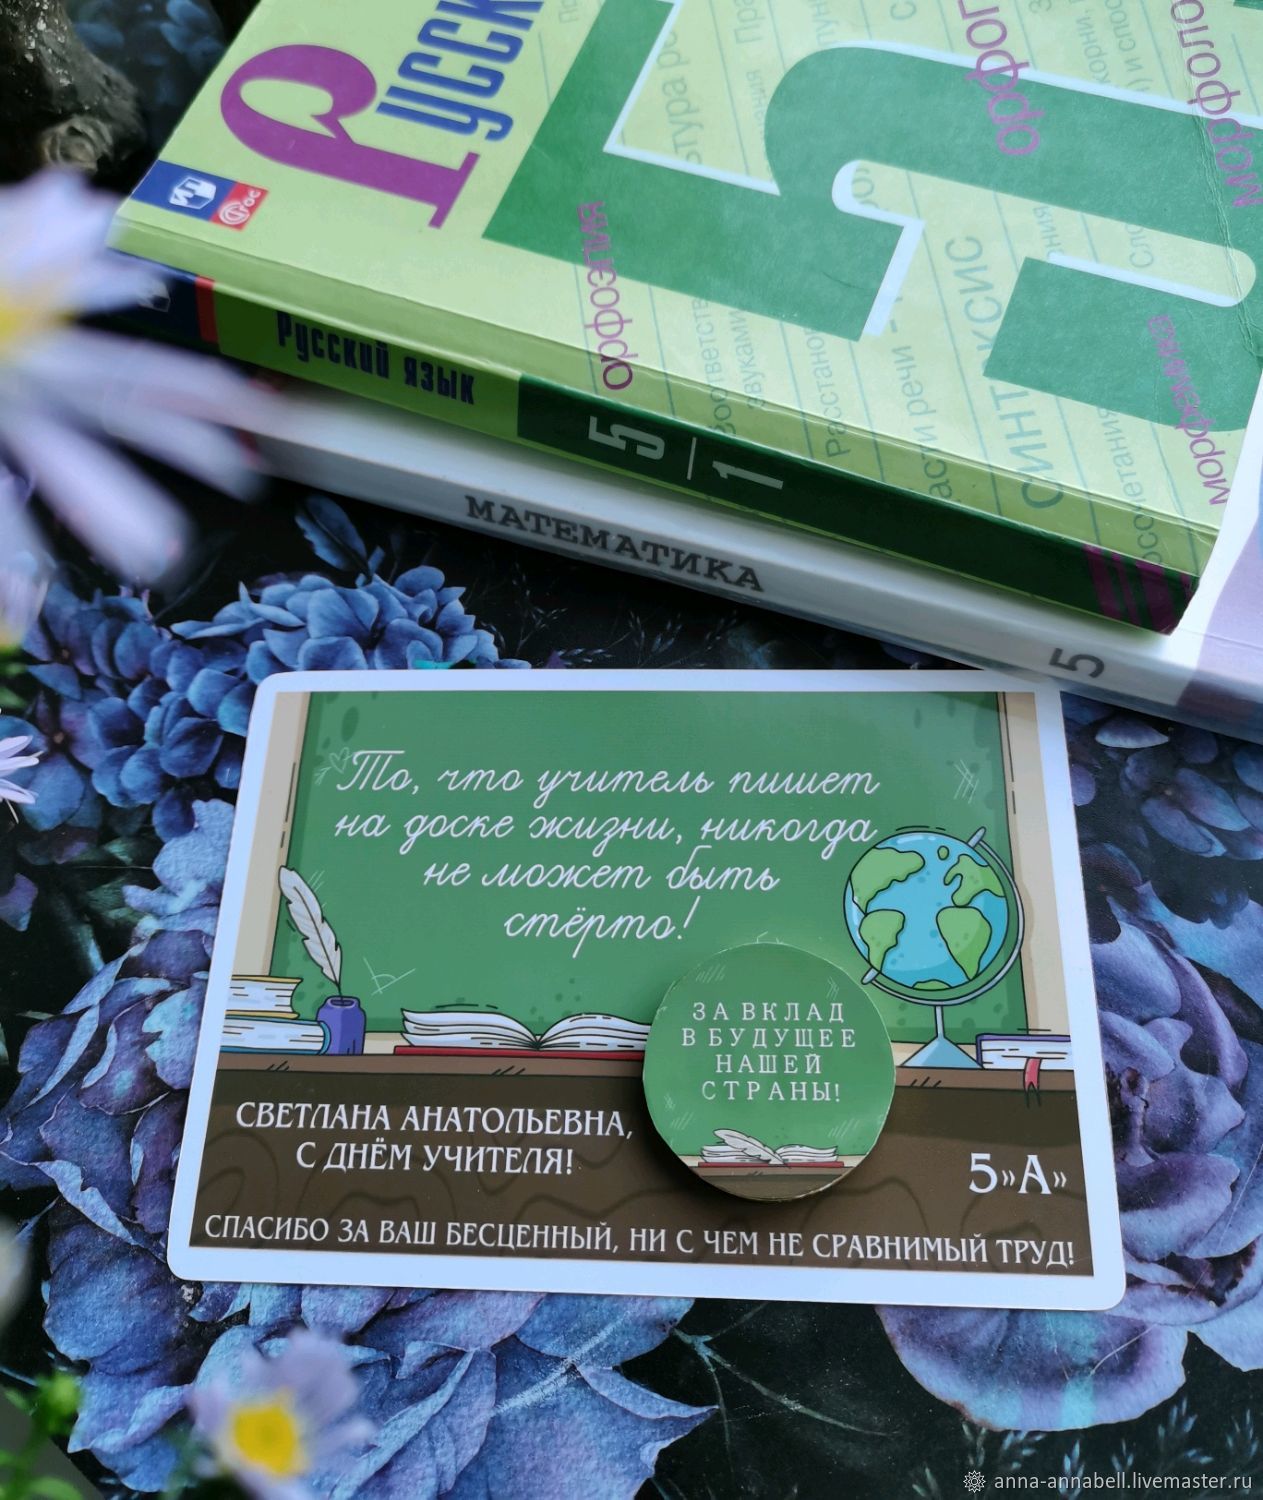 Русск
ФГОС
орфоэпия
морфемика
СИНТАКСИС
Русский язык
5
1
МАТЕМАТИКА
5
То, что учитель пишет
на доске жизни, никогда
не может быть
стёрто!
ЗА ВКЛАД
В БУДУЩЕЕ
НАШЕЙ
СТРАНЫ!
СВЕТЛАНА АНАТОЛЬЕВНА,
С ДНЁМ УЧИТЕЛЯ!
5»А»
СПАСИБО ЗА ВАШ БЕСЦЕННЫЙ, НИ С ЧЕМ НЕ СРАВНИМЫЙ ТРУД!
anna-annabell.livemaster.ru